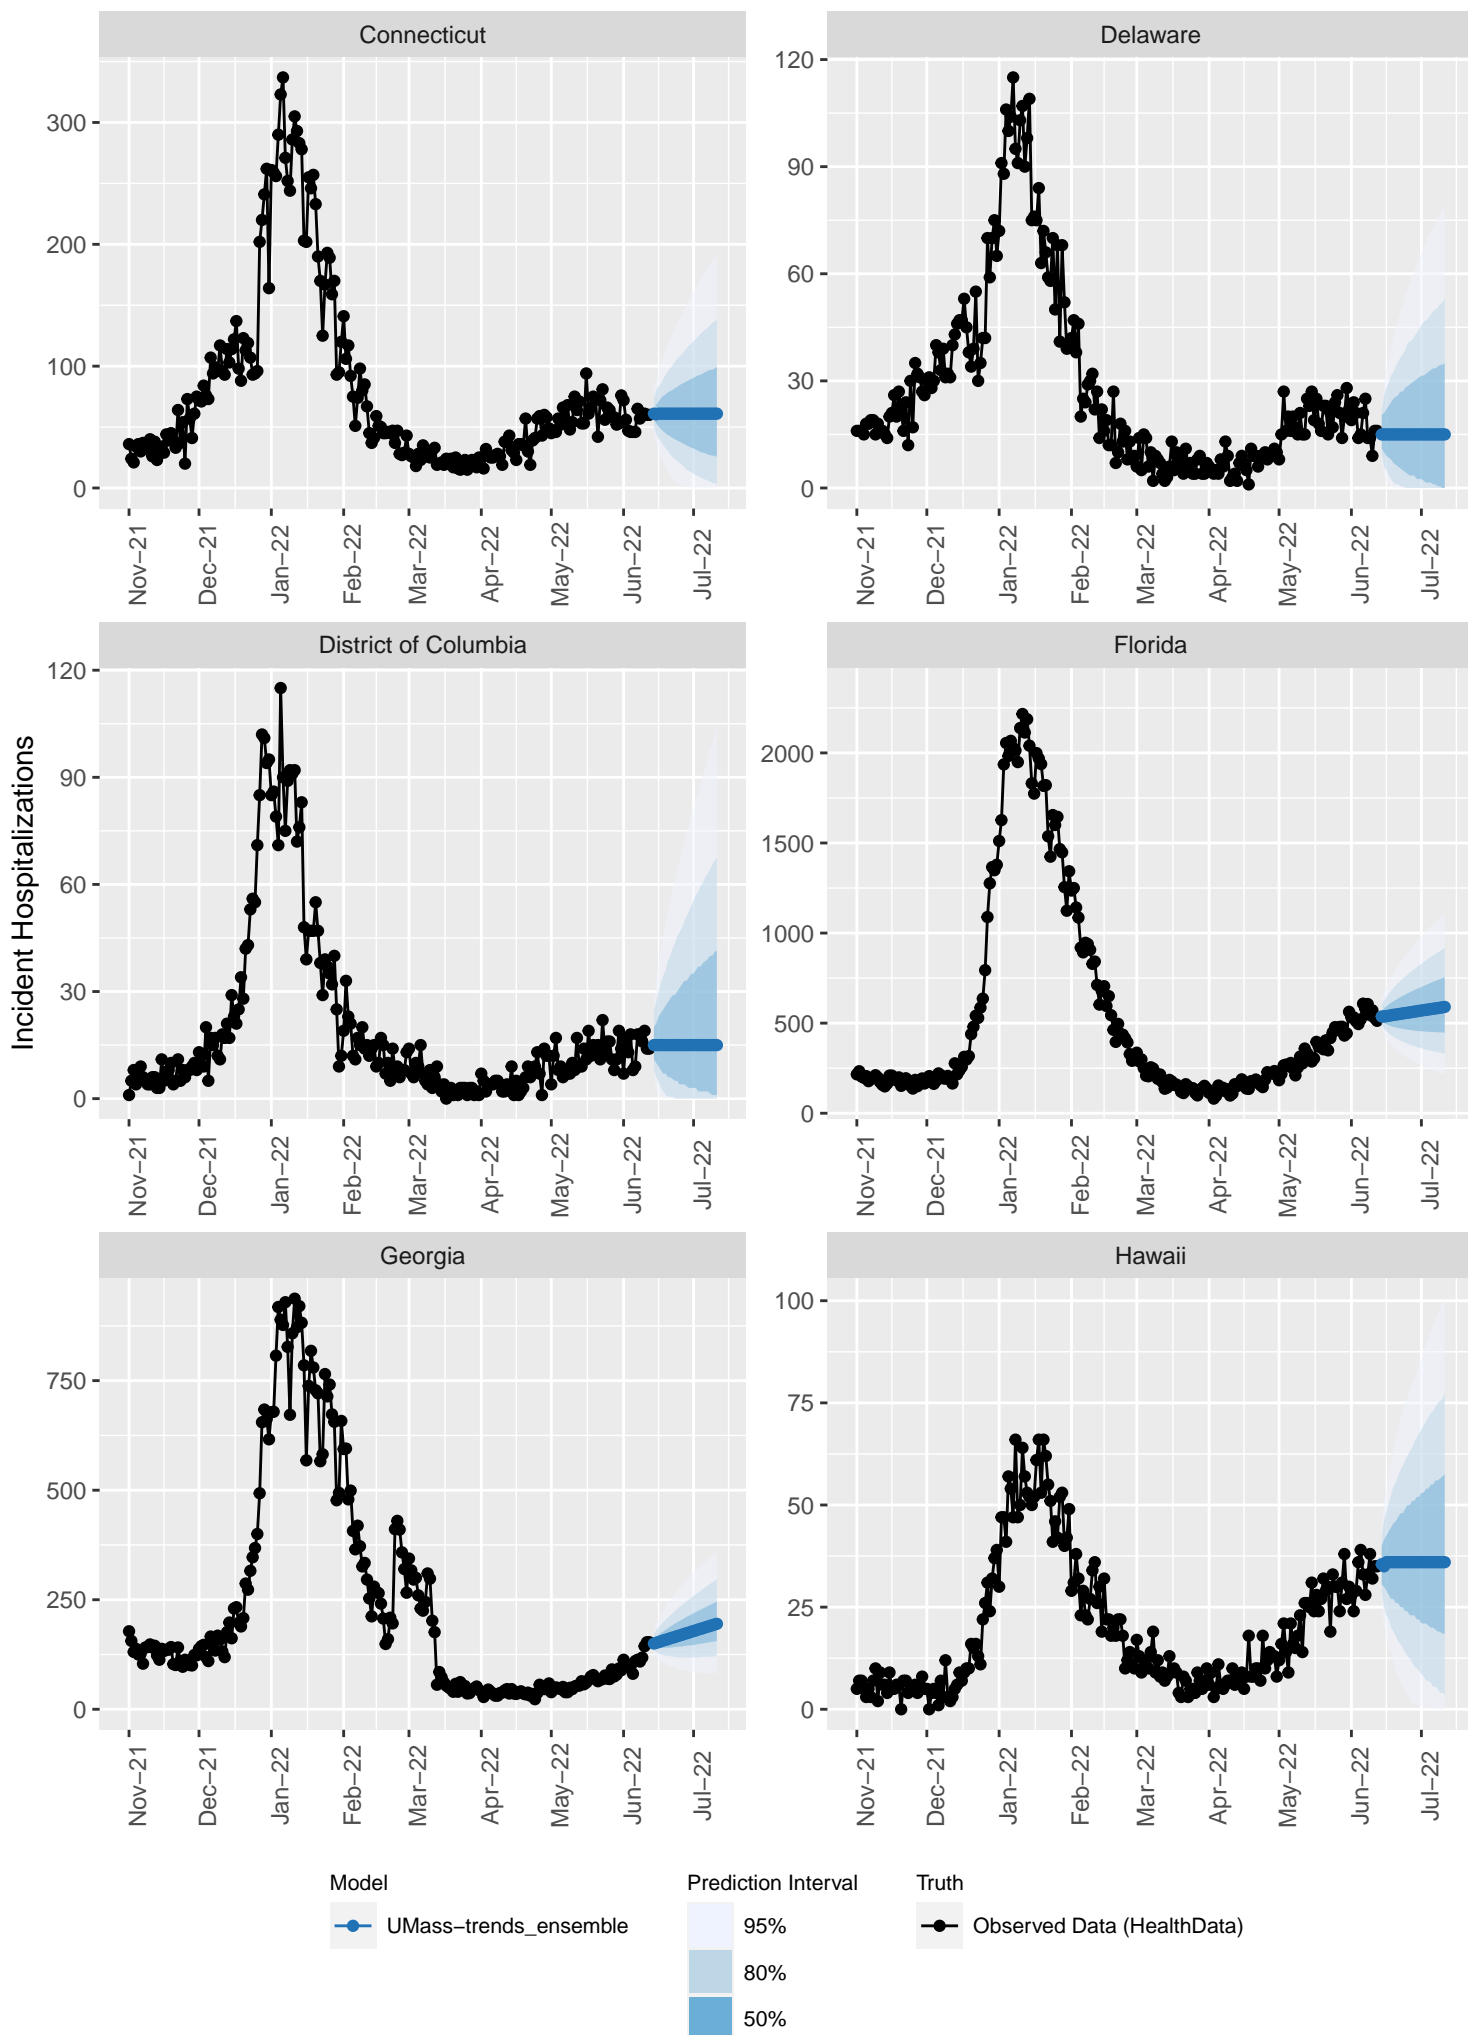 Connecticut
Delaware
300
200
100
0
120
90
60
30
0
Nov−21
Dec−21
Jan−22
Feb−22
Mar−22
Apr−22
May−22
Jun−22
Jul−22
Nov−21
Dec−21
Jan−22
Feb−22
Mar−22
Apr−22
May−22
Jun−22
Jul−22
Incident Hospitalizations
District of Columbia
Florida
120
90
60
30
0
2000
1500
1000
500
0
Nov−21
Dec−21
Jan−22
Feb−22
Mar−22
Apr−22
May−22
Jun−22
Jul−22
Nov−21
Dec−21
Jan−22
Feb−22
Mar−22
Apr−22
May−22
Jun−22
Jul−22
Georgia
Hawaii
750
500
250
0
100
75
50
25
0
Nov−21
Dec−21
Jan−22
Feb−22
Mar−22
Apr−22
May−22
Jun−22
Jul−22
Nov−21
Dec−21
Jan−22
Feb−22
Mar−22
Apr−22
May−22
Jun−22
Jul−22
Model
UMass−trends_ensemble
Prediction Interval
95%
80%
50%
Truth
Observed Data (HealthData)